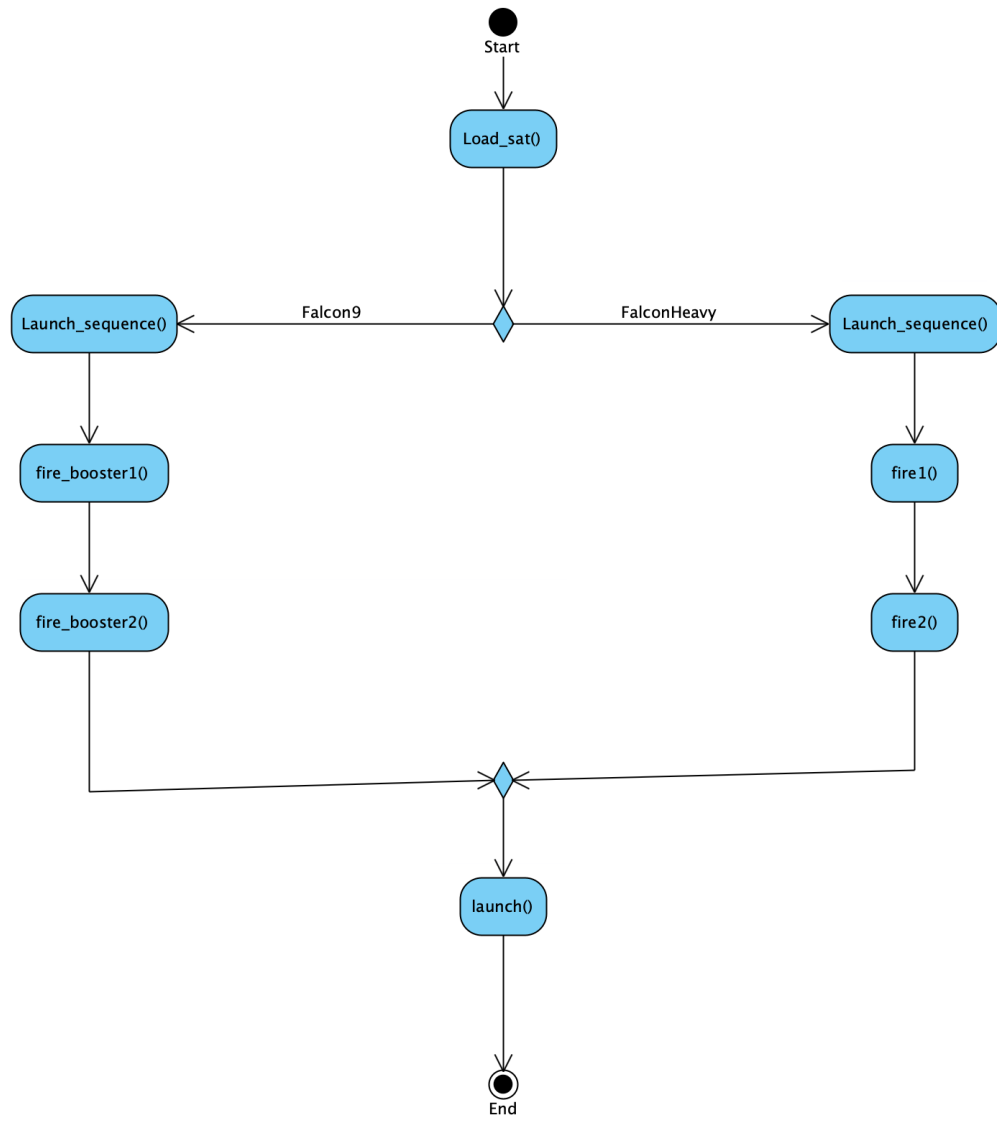 Start
Load_sat()
Falcon9
FalconHeavy
Launch_sequence()
Launch_sequence()
fire_booster1()
fire1()
fire_booster2()
fire2()
launch()
End